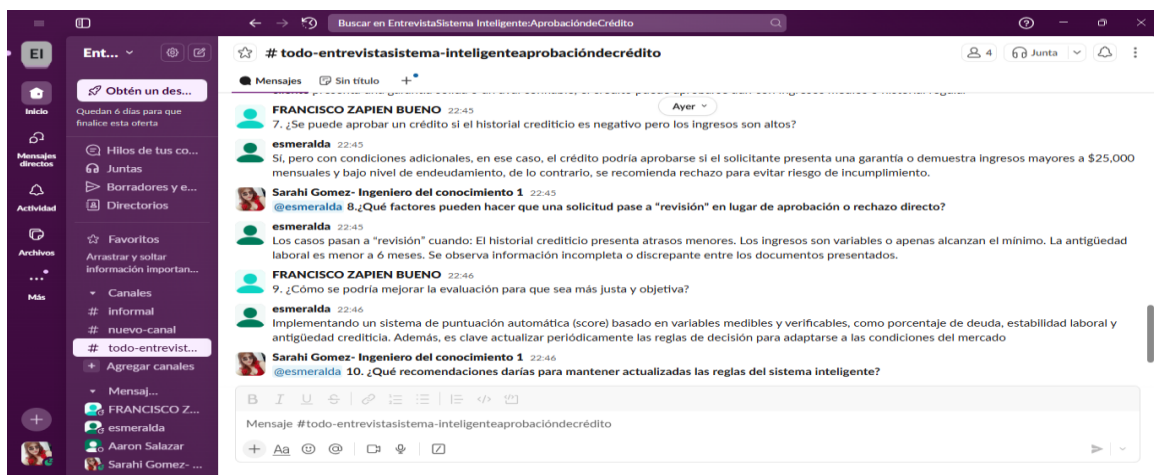 Buscar en EntrevistaSistema Inteligente:AprobacióndeCrédito
EI
Inicio
Mensajes
directos
Actividad
Archivos
Más
Ent...
Obtén un des...
Quedan 6 días para que
finalice esta oferta
Hilos de tus co...
Juntas
Borradores y e...
Directorios
Favoritos
Arrastrar y soltar
información importan...
Canales
# informal
# nuevo-canal
# todo-entrevist...
+ Agregar canales
Mensaj...
FRANCISCO Z...
esmeralda
Aaron Salazar
Sarahi Gomez- ...
# todo-entrevistasistema-inteligenteaprobacióndecrédito
4
Junta
Mensajes
Sin título
Ayer
FRANCISCO ZAPIEN BUENO 22:45
7. ¿Se puede aprobar un crédito si el historial crediticio es negativo pero los ingresos son altos?
esmeralda 22:45
Sí, pero con condiciones adicionales, en ese caso, el crédito podría aprobarse si el solicitante presenta una garantía o demuestra ingresos mayores a $25,000
mensuales y bajo nivel de endeudamiento, de lo contrario, se recomienda rechazo para evitar riesgo de incumplimiento.
Sarahi Gomez- Ingeniero del conocimiento 1 22:45
@esmeralda 8.¿Qué factores pueden hacer que una solicitud pase a "revisión" en lugar de aprobación o rechazo directo?
esmeralda 22:45
Los casos pasan a “revisión” cuando: El historial crediticio presenta atrasos menores. Los ingresos son variables o apenas alcanzan el mínimo. La antigüedad
laboral es menor a 6 meses. Se observa información incompleta o discrepante entre los documentos presentados.
FRANCISCO ZAPIEN BUENO 22:46
9. ¿Cómo se podría mejorar la evaluación para que sea más justa y objetiva?
esmeralda 22:46
Implementando un sistema de puntuación automática (score) basado en variables medibles y verificables, como porcentaje de deuda, estabilidad laboral y
antigüedad crediticia. Además, es clave actualizar periódicamente las reglas de decisión para adaptarse a las condiciones del mercado
Sarahi Gomez- Ingeniero del conocimiento 1 22:46
@esmeralda 10. ¿Qué recomendaciones darías para mantener actualizadas las reglas del sistema inteligente?
B I U S
Mensaje #todo-entrevistasistema-inteligenteaprobacióndecrédito
+ Aa @